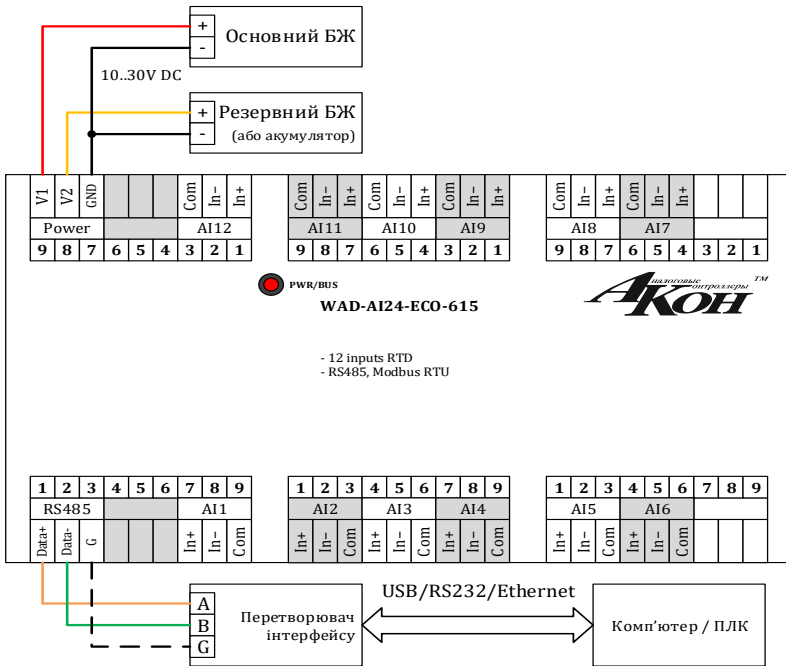 +
Основний БЖ
-
10..30V DC
+
Резервний БЖ
-
(або акумулятор)
V1 V2 GND Com In− In+ Com In− In+ Com In− In+ Com In− In+ Com In− In+ Com In− In+
Power AI12 AI11 AI10 AI9 AI8 AI7
9 8 7 6 5 4 3 2 1 9 8 7 6 5 4 3 2 1 9 8 7 6 5 4 3 2 1
PWR/BUS
WAD-AI24-ECO-615
Аналоговые контроллеры
АКОН TM
- 12 inputs RTD
- RS485, Modbus RTU
1 2 3 4 5 6 7 8 9 1 2 3 4 5 6 7 8 9 1 2 3 4 5 6 7 8 9
RS485 AI1 AI2 AI3 AI4 AI5 AI6
Data+ Data- G In+ In− Com In+ In− Com In+ In− Com In+ In− Com In+ In− Com In+ In− Com
USB/RS232/Ethernet
A
B
G
Перетворювач
інтерфейсу
Комп'ютер / ПЛК